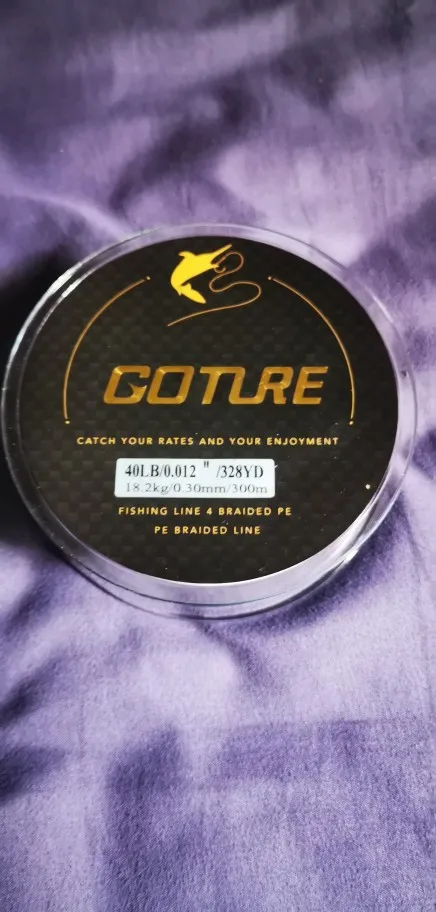 GOTURE
CATCH YOUR RATES AND YOUR ENJOYMENT
40LB/0.012 " /328YD
18.2kg/0.30mm/300m
FISHING LINE 4 BRAIDED PE
PE BRAIDED LINE